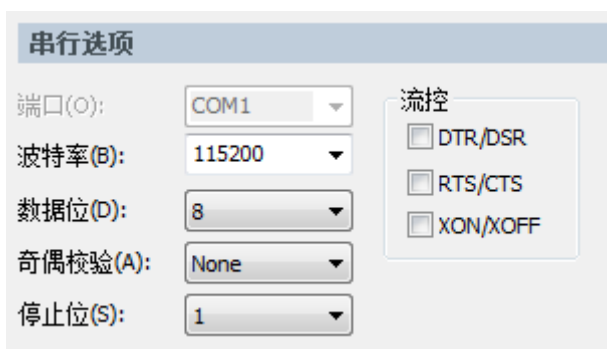 串行选项
端口(O): COM1
波特率(B): 115200
数据位(D): 8
奇偶校验(A): None
停止位(S): 1
流控
DTR/DSR
RTS/CTS
XON/XOFF